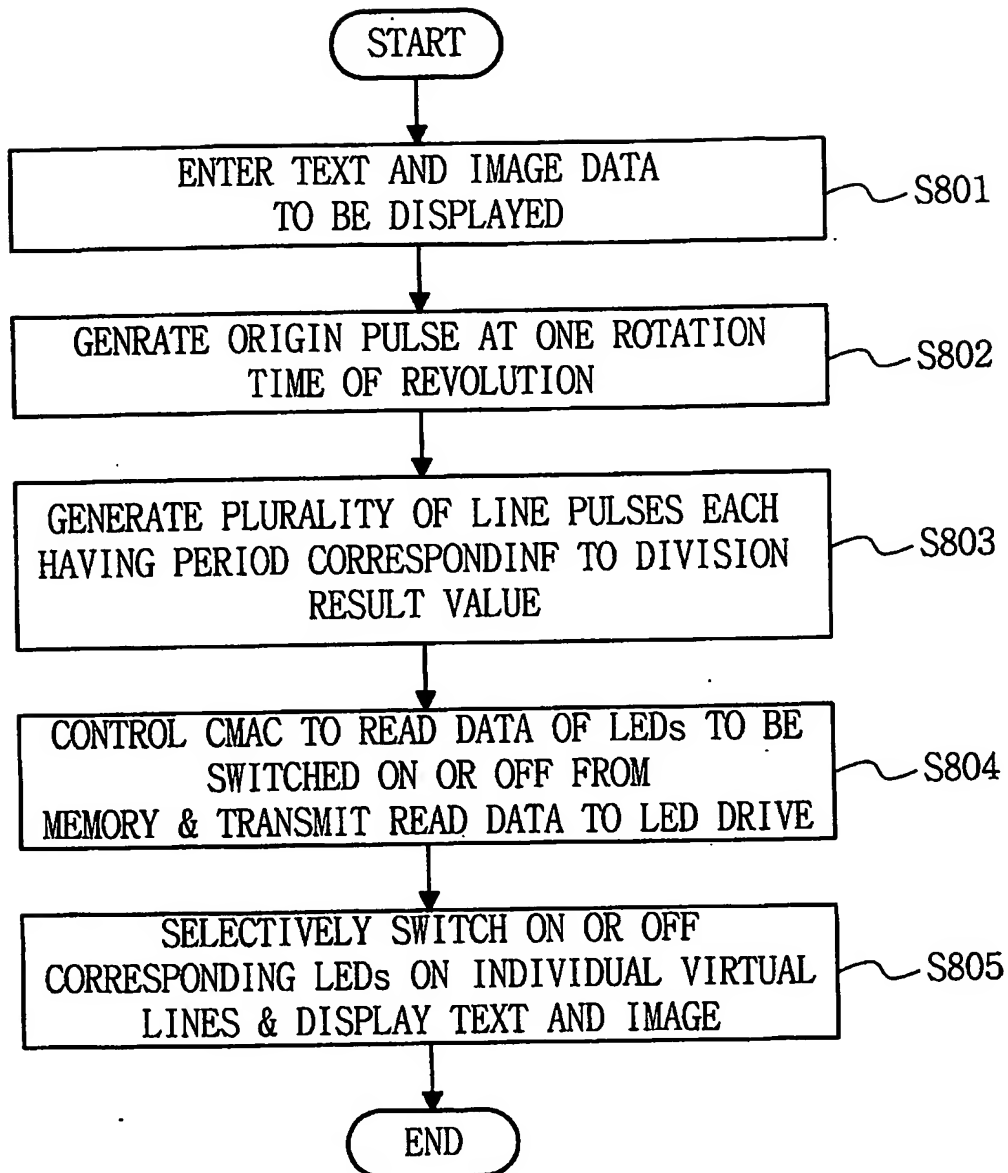 START
ENTER TEXT AND IMAGE DATA
TO BE DISPLAYED
S801
GENRATE ORIGIN PULSE AT ONE ROTATION
TIME OF REVOLUTION
S802
GENERATE PLURALITY OF LINE PULSES EACH
HAVING PERIOD CORRESPONDINF TO DIVISION
RESULT VALUE
S803
CONTROL CMAC TO READ DATA OF LEDs TO BE
SWITCHED ON OR OFF FROM
MEMORY & TRANSMIT READ DATA TO LED DRIVE
S804
SELECTIVELY SWITCH ON OR OFF
CORRESPONDING LEDs ON INDIVIDUAL VIRTUAL
LINES & DISPLAY TEXT AND IMAGE
S805
END